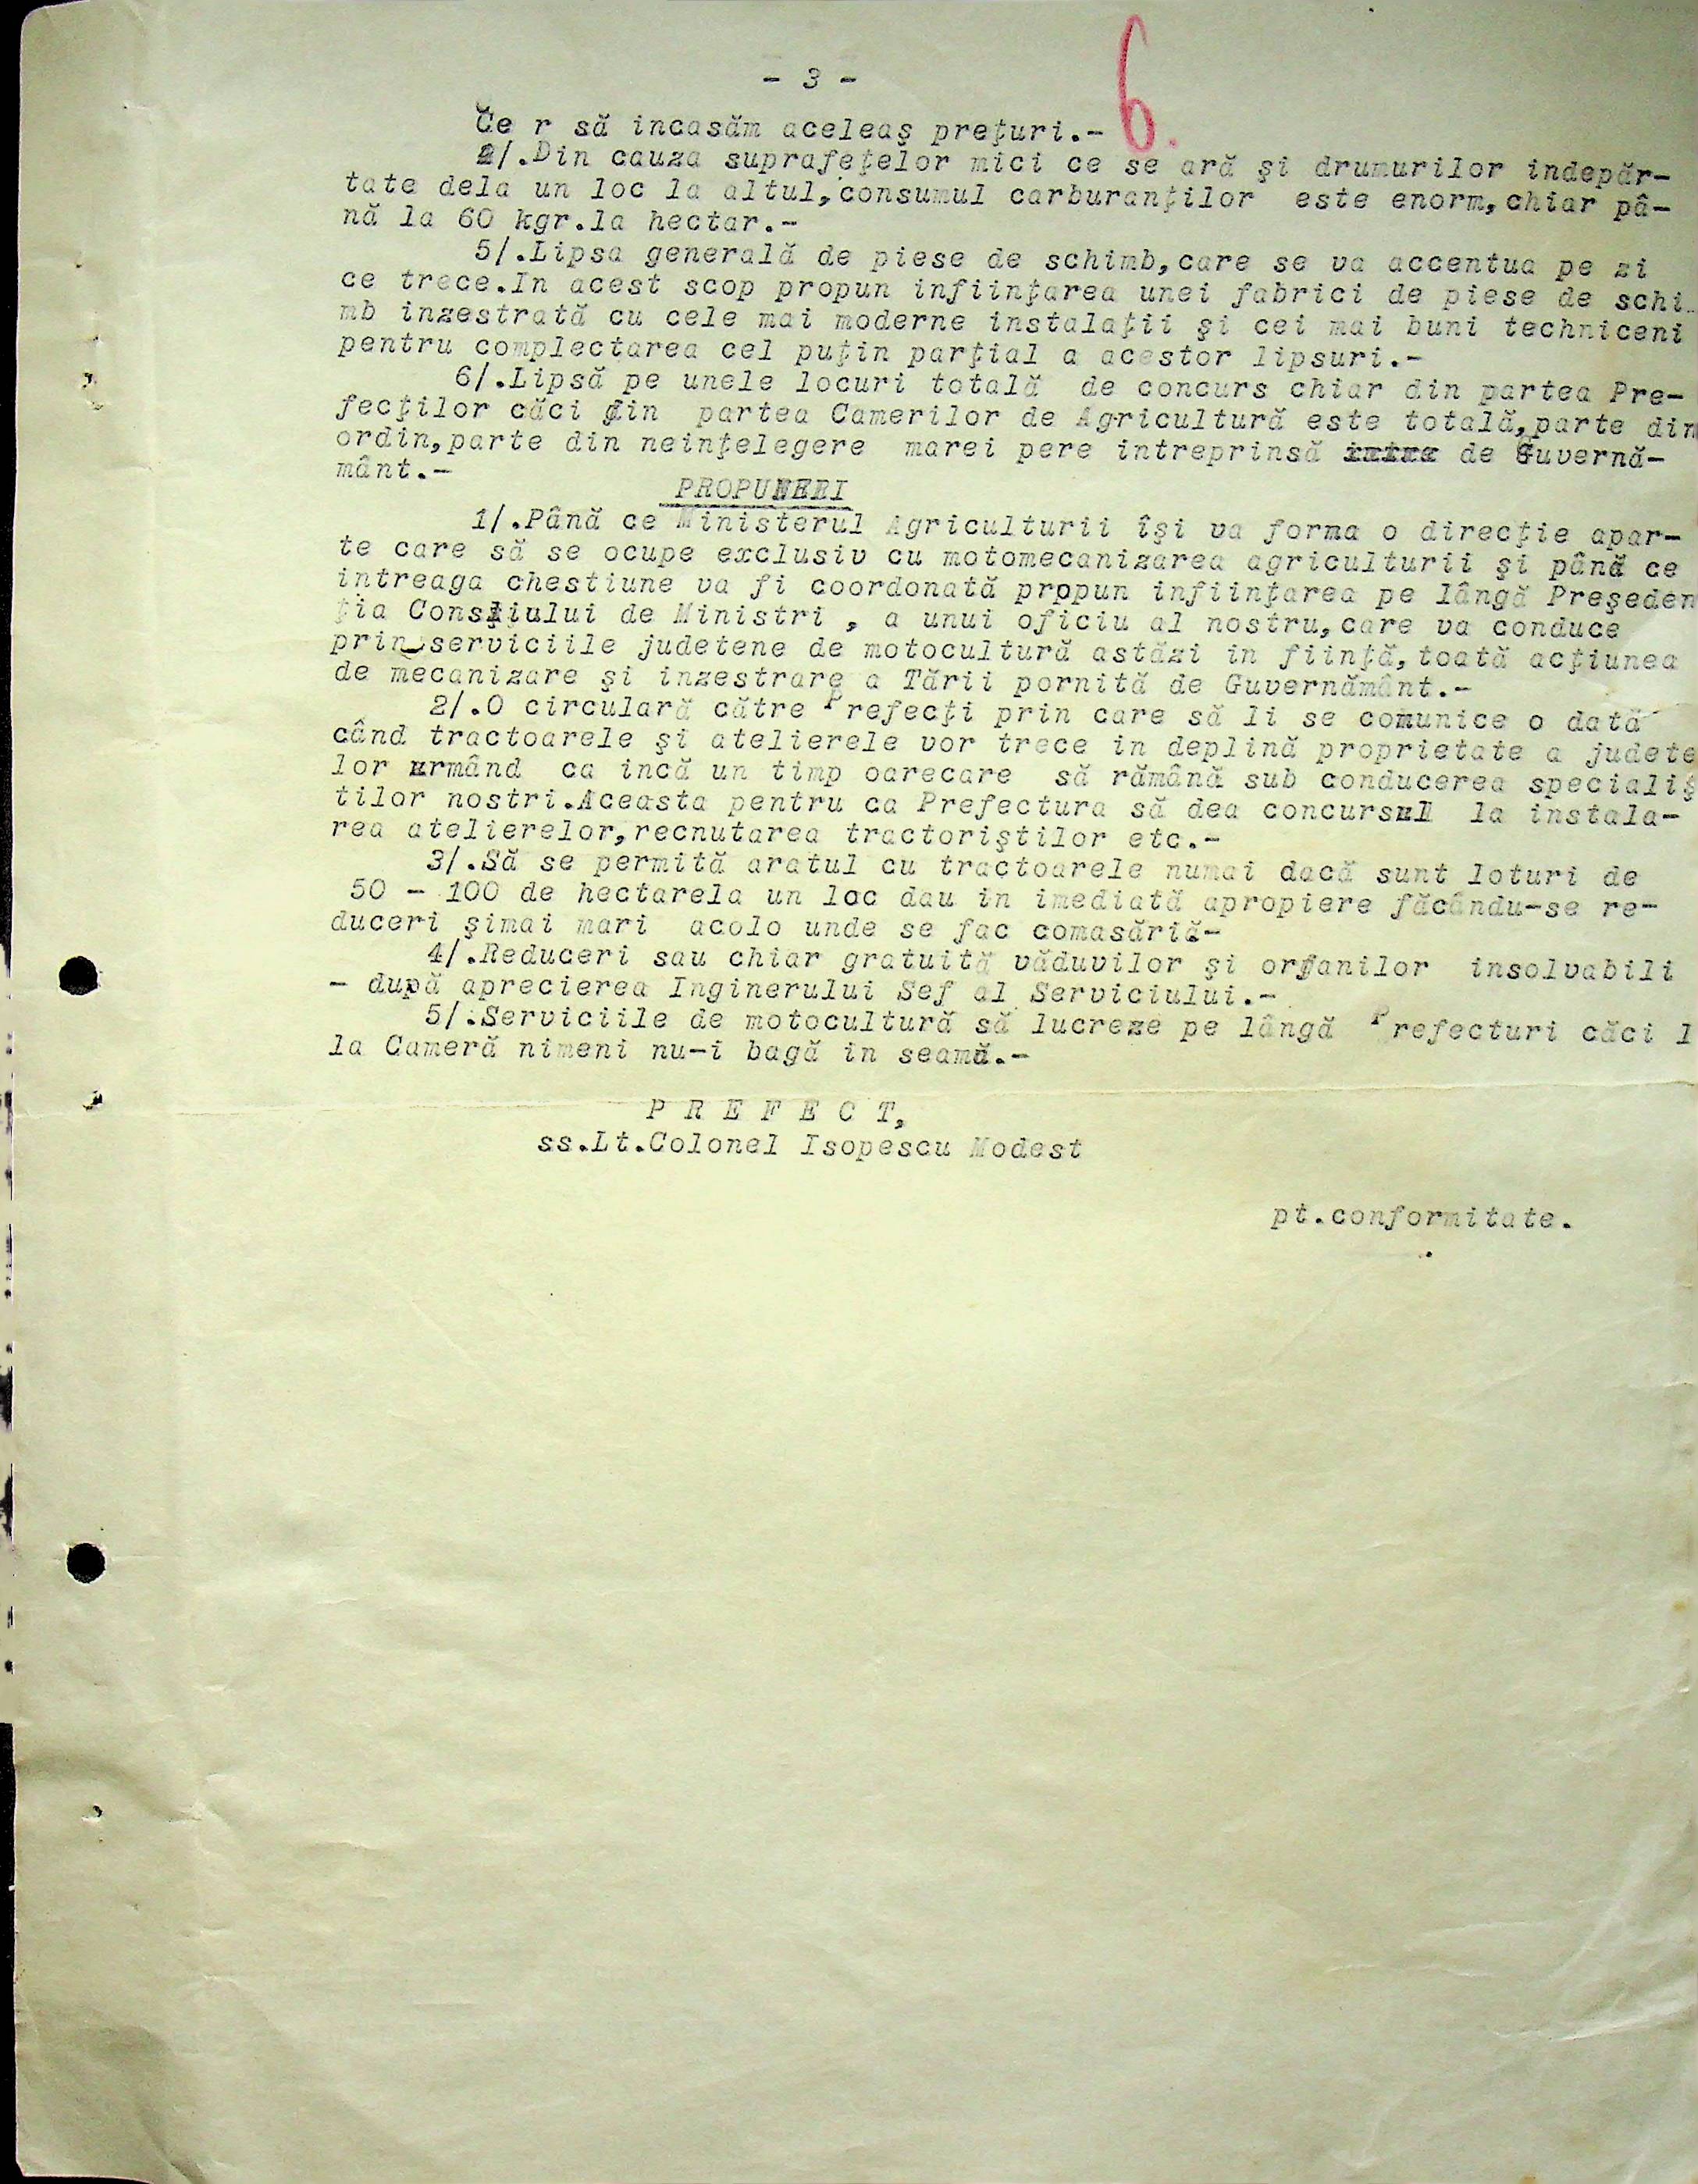 - 3 -
6.
Ce r să incasăm aceleaş preţuri.-
2/.Din cauza suprafeţelor mici ce se ară şi drumurilor indepăr-
tate dela un loc la altul, consumul carburanţilor este enorm, chiar pâ-
nă la 60 kgr.la hectar.-
5/.Lipsa generală de piese de schimb,care se va accentua pe zi
ce trece.In acest scop propun infiinţarea unei fabrici de piese de schi
mb inzestrată cu cele mai moderne instalaţii şi cei mai buni techniceni
pentru complectarea cel puţin parţial a acestor lipsuri.-
6/.Lipsă pe unele locuri totală de concurs chiar din partea Pre-
fecţilor căci din partea Camerilor de Agricultură este totală,parte din
ordin,parte din neinţelegere marei pere intreprinsă de Guvernă-
mânt.-
PROPUNERI
1/.Până ce Ministerul Agriculturii îşi va forma o direcţie apar-
te care să se ocupe exclusiv cu motomecanizarea agriculturii şi până ce
intreaga chestiune va fi coordonată prppun infiinţarea pe lângă Preşeden
ţia Consţiului de Ministri , a unui oficiu al nostru,care va conduce
prin serviciile judetene de motocultură astăzi in fiinţă,toată acţiunea
de mecanizare şi inzestrare a Tării pornită de Guvernământ.-
2/.O circulară către Prefecţi prin care să li se comunice o dată
când tractoarele şi atelierele vor trece in deplină proprietate a judete
lor urmând ca incă un timp oarecare să rămână sub conducerea specialiş
tilor nostri.Aceasta pentru ca Prefectura să dea concursul la instala-
rea atelierelor,recnutarea tractoriştilor etc.-
3/.Să se permită aratul cu tractoarele numai dacă sunt loturi de
50 - 100 de hectarela un loc dau in imediată apropiere făcându-se re-
duceri şimai mari acolo unde se fac comasării-
4/.Reduceri sau chiar gratuită văduvilor şi orfanilor insolvabili
- după aprecierea Inginerului Sef al Serviciului.-
5/.Serviciile de motocultură să lucreze pe lângă Prefecturi căci l
la Cameră nimeni nu-i bagă in seamă.-
P R E F E C T,
ss.Lt.Colonel Isopescu Modest
pt.conformitate.